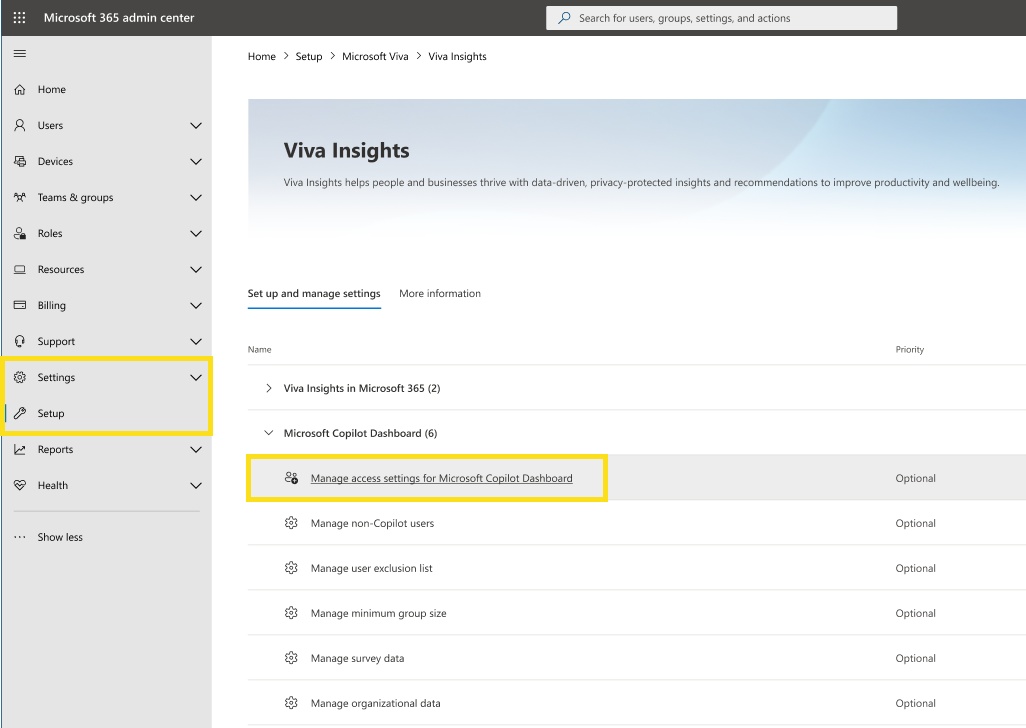 Microsoft 365 admin center
Search for users, groups, settings, and actions
Home
Users
Devices
Teams & groups
Roles
Resources
Billing
Support
Settings
Setup
Reports
Health
Show less
Home > Setup > Microsoft Viva > Viva Insights
Viva Insights
Viva Insights helps people and businesses thrive with data-driven, privacy-protected insights and recommendations to improve productivity and wellbeing.
Set up and manage settings More information
Name Priority
Viva Insights in Microsoft 365 (2)
Microsoft Copilot Dashboard (6)
Manage access settings for Microsoft Copilot Dashboard Optional
Manage non-Copilot users Optional
Manage user exclusion list Optional
Manage minimum group size Optional
Manage survey data Optional
Manage organizational data Optional